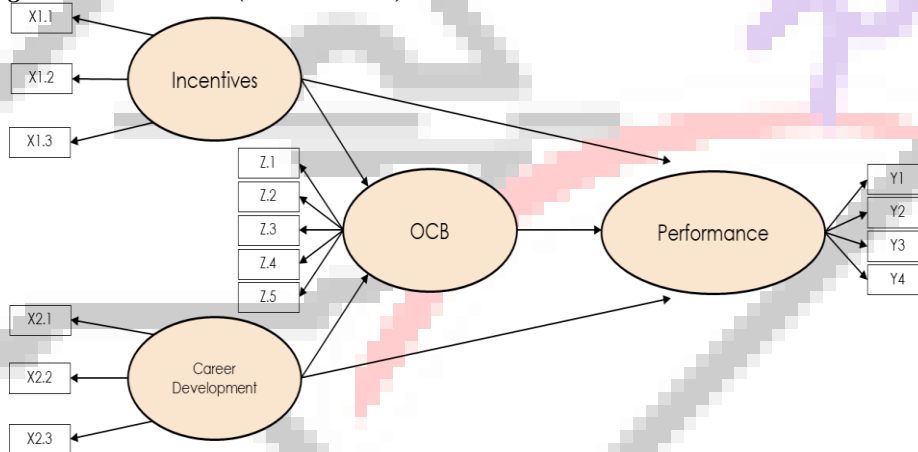 X1.1
X1.2
X1.3
Incentives
Z.1
Z.2
Z.3
Z.4
Z.5
OCB
Performance
Y1
Y2
Y3
Y4
X2.1
X2.2
X2.3
Career
Development